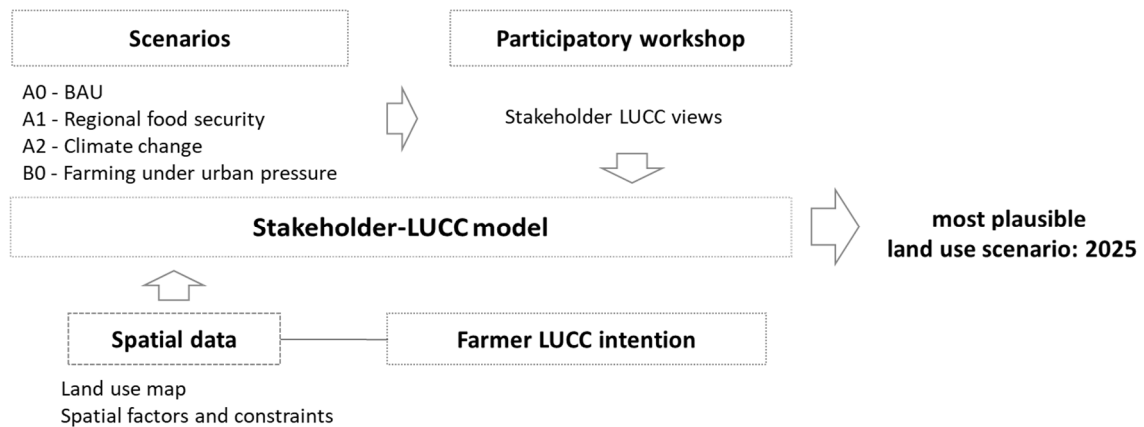 Scenarios
A0 - BAU
A1 - Regional food security
A2 - Climate change
B0 - Farming under urban pressure
Participatory workshop
Stakeholder LUCC views
Stakeholder-LUCC model
most plausible
land use scenario: 2025
Spatial data
Land use map
Spatial factors and constraints
Farmer LUCC intention